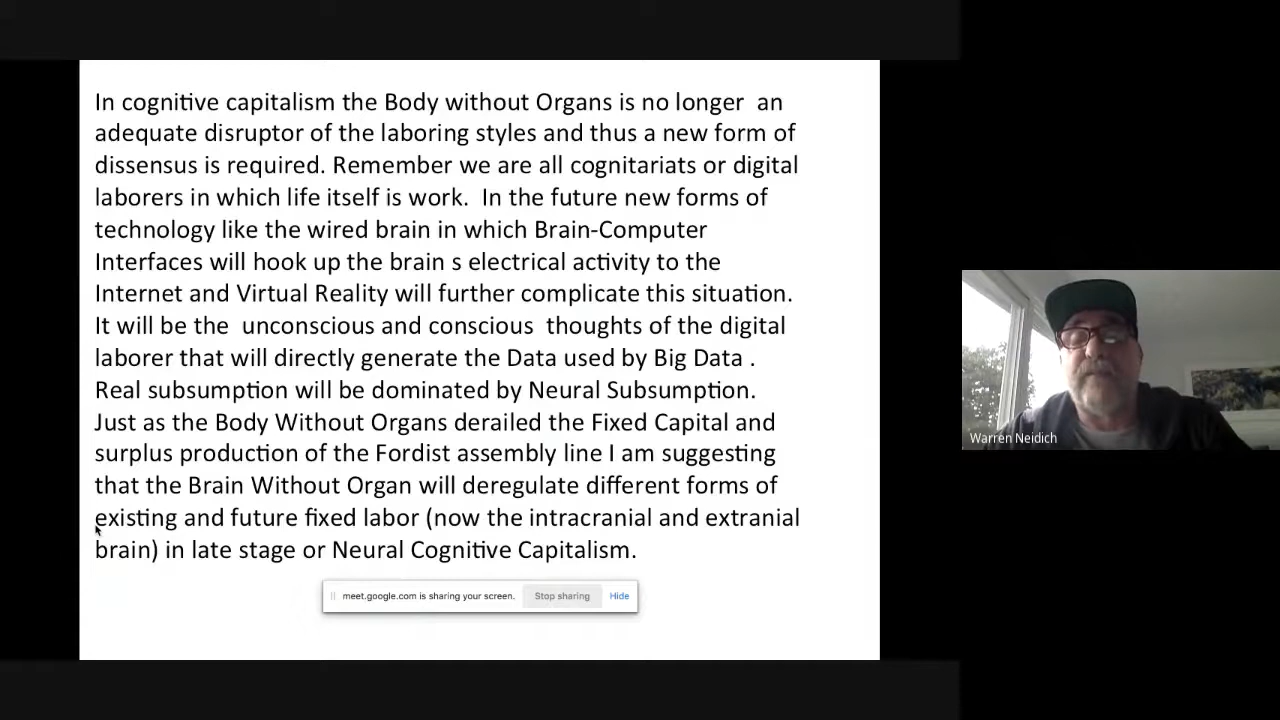 In cognitive capitalism the Body without Organs is no longer  an
adequate disruptor of the laboring styles and thus a new form of
dissensus is required. Remember we are all cognitariats or digital
laborers in which life itself is work.  In the future new forms of
technology like the wired brain in which Brain-Computer
Interfaces will hook up the brain s electrical activity to the
Internet and Virtual Reality will further complicate this situation.
It will be the  unconscious and conscious  thoughts of the digital
laborer that will directly generate the Data used by Big Data .
Real subsumption will be dominated by Neural Subsumption.
Just as the Body Without Organs derailed the Fixed Capital and
surplus production of the Fordist assembly line I am suggesting
that the Brain Without Organ will deregulate different forms of
existing and future fixed labor (now the intracranial and extranial
brain) in late stage or Neural Cognitive Capitalism.
meet.google.com is sharing your screen. Stop sharing Hide
Warren Neidich